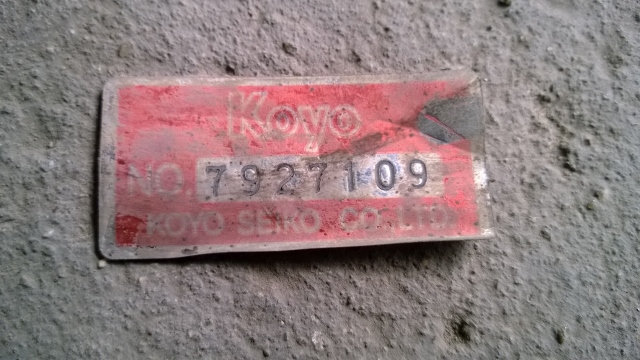 Koyo
NO. 7927109
KOYO SEIKO CO., LTD.